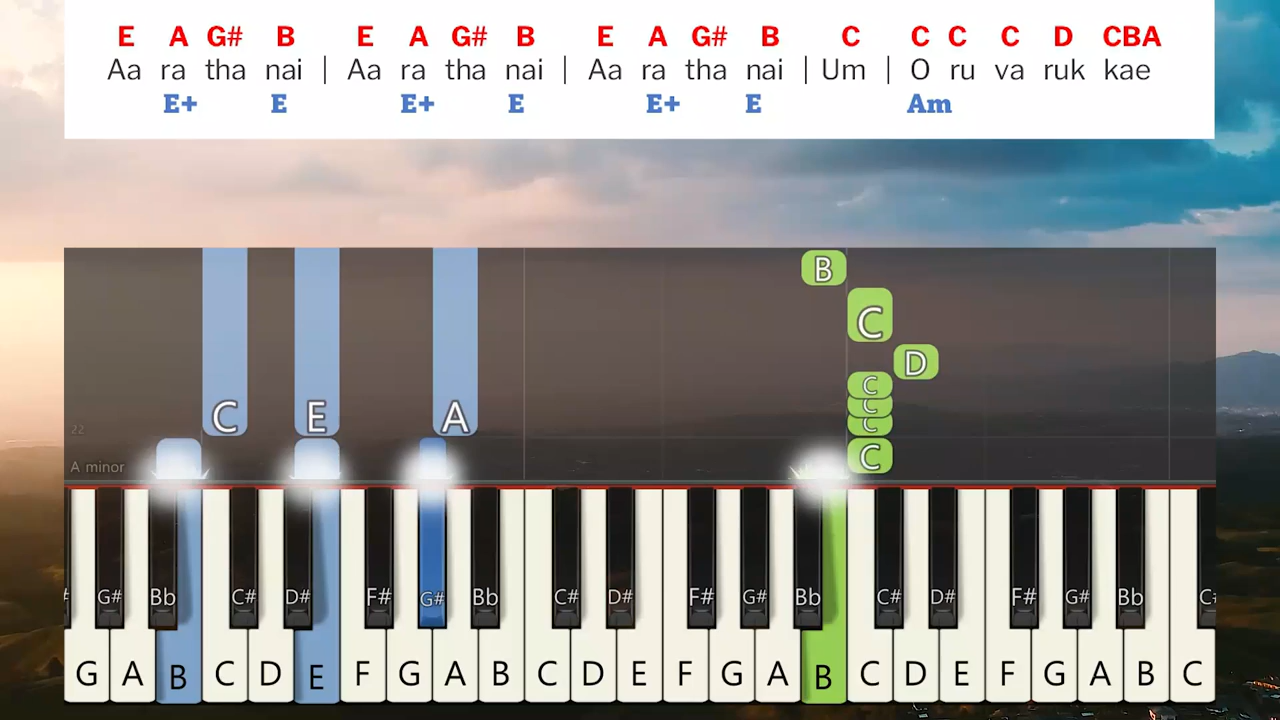 E A G# B E A G# B E A G# B C C C C D CBA
Aa ra tha nai | Aa ra tha nai | Aa ra tha nai | Um | O ru va ruk kae
E+ E E+ E E+ E Am
B
C
D
C
C
C E A C
22
C
A minor
G# Bb C# D# F# G# Bb C# D# F# G# Bb C# D# F# G# Bb C#
G A B C D E F G A B C D E F G A B C D E F G A B C